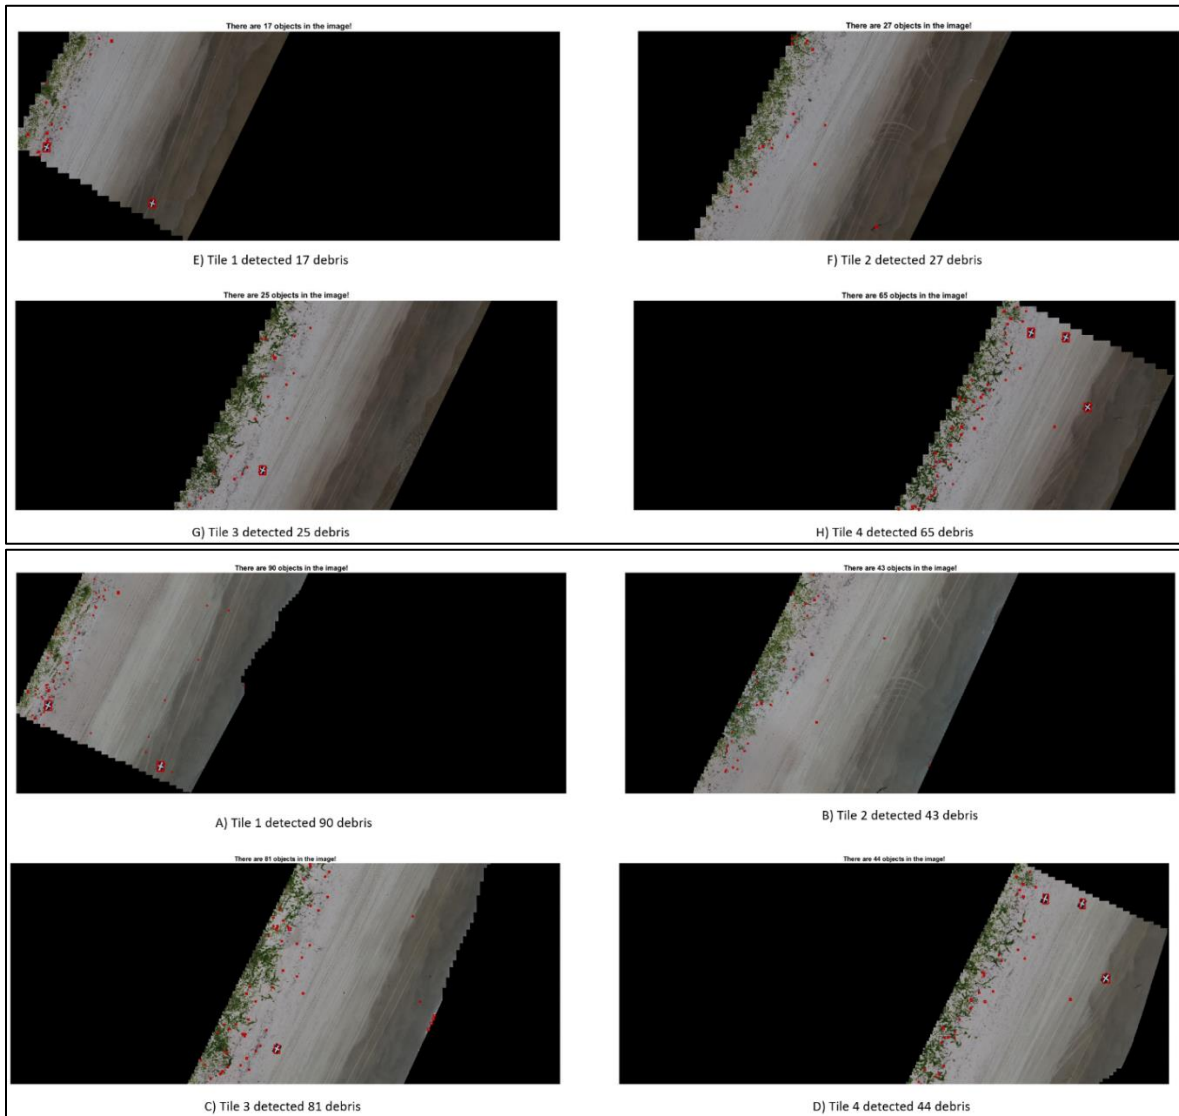 There are 17 objects in the image!
There are 27 objects in the image!
E) Tile 1 detected 17 debris
F) Tile 2 detected 27 debris
There are 25 objects in the image!
There are 65 objects in the image!
G) Tile 3 detected 25 debris
H) Tile 4 detected 65 debris
There are 90 objects in the image!
There are 43 objects in the image!
A) Tile 1 detected 90 debris
B) Tile 2 detected 43 debris
There are 81 objects in the image!
There are 44 objects in the image!
C) Tile 3 detected 81 debris
D) Tile 4 detected 44 debris